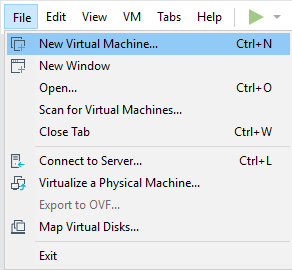 File Edit View VM Tabs Help
New Virtual Machine... Ctrl+N
New Window
Open... Ctrl+O
Scan for Virtual Machines...
Close Tab Ctrl+W
Connect to Server... Ctrl+L
Virtualize a Physical Machine...
Export to OVF...
Map Virtual Disks...
Exit